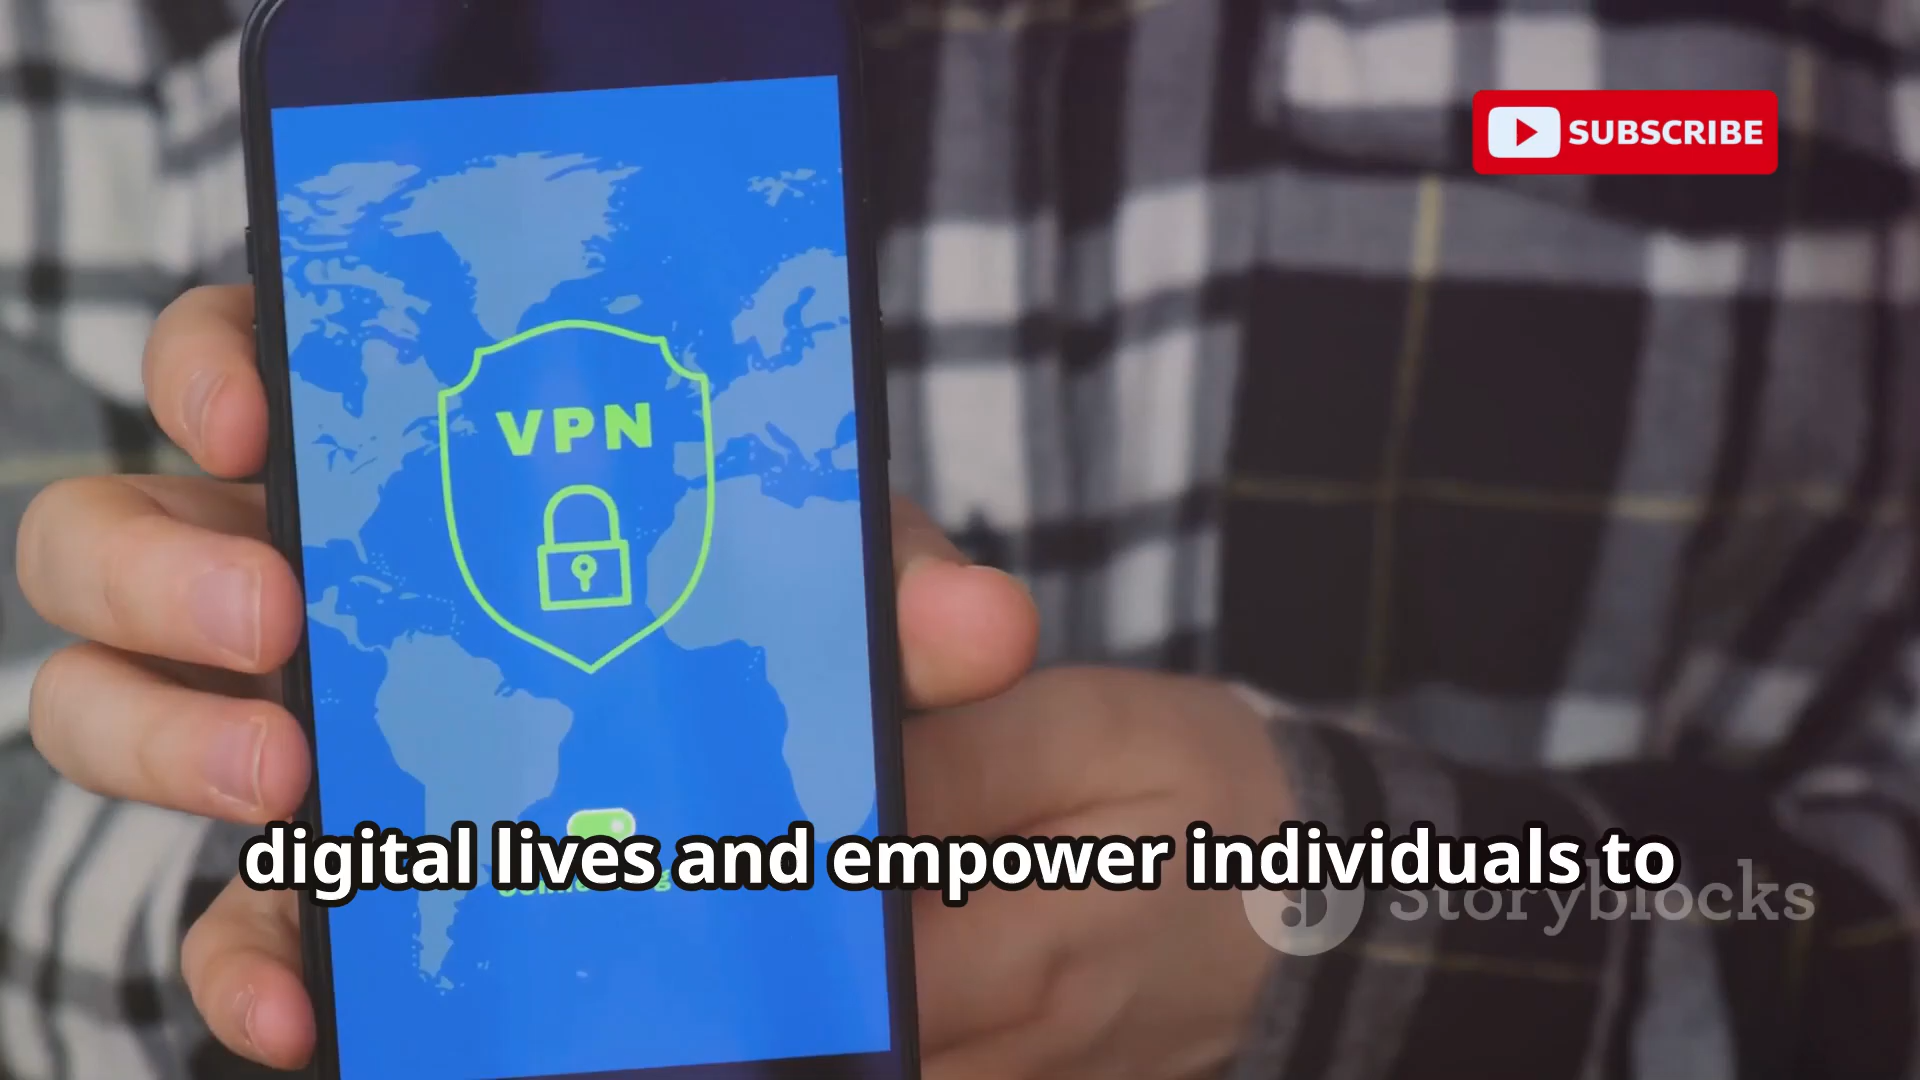 SUBSCRIBE
VPN
digital lives and empower individuals to
Storyblocks